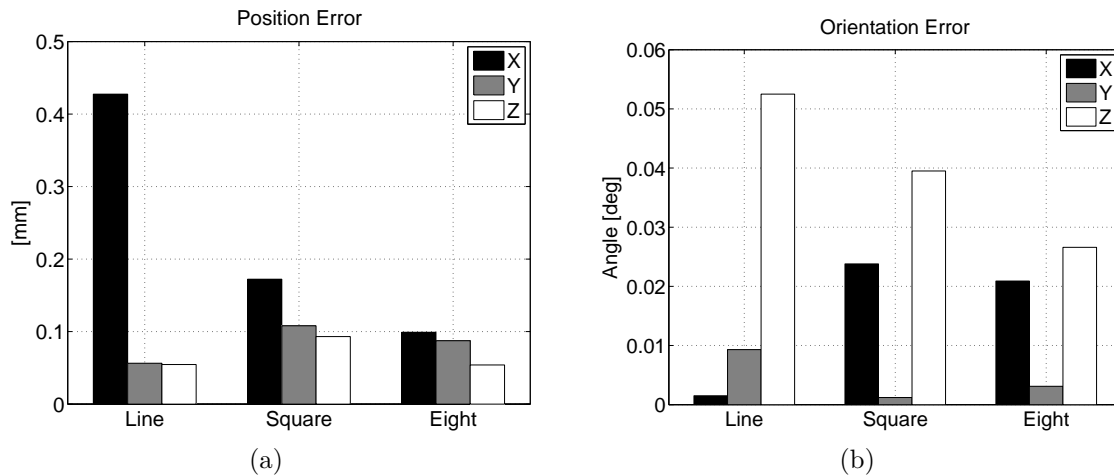 Position Error
0.5
0.4
0.3
0.2
0.1
0
[mm]
X
Y
Z
Line Square Eight
(a)
Orientation Error
0.06
0.05
0.04
0.03
0.02
0.01
0
Angle [deg]
X
Y
Z
Line Square Eight
(b)